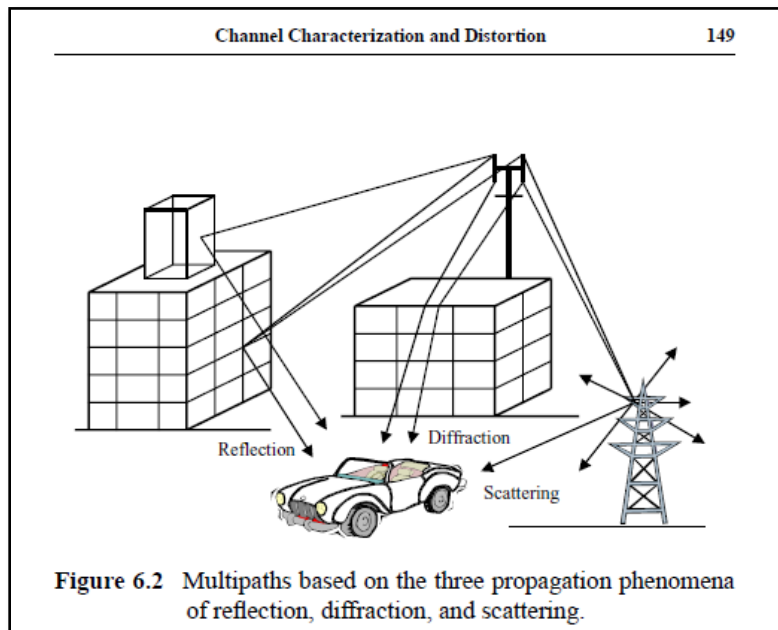 Channel Characterization and Distortion 149
Reflection
Diffraction
Scattering
Figure 6.2 Multipaths based on the three propagation phenomena
of reflection, diffraction, and scattering.